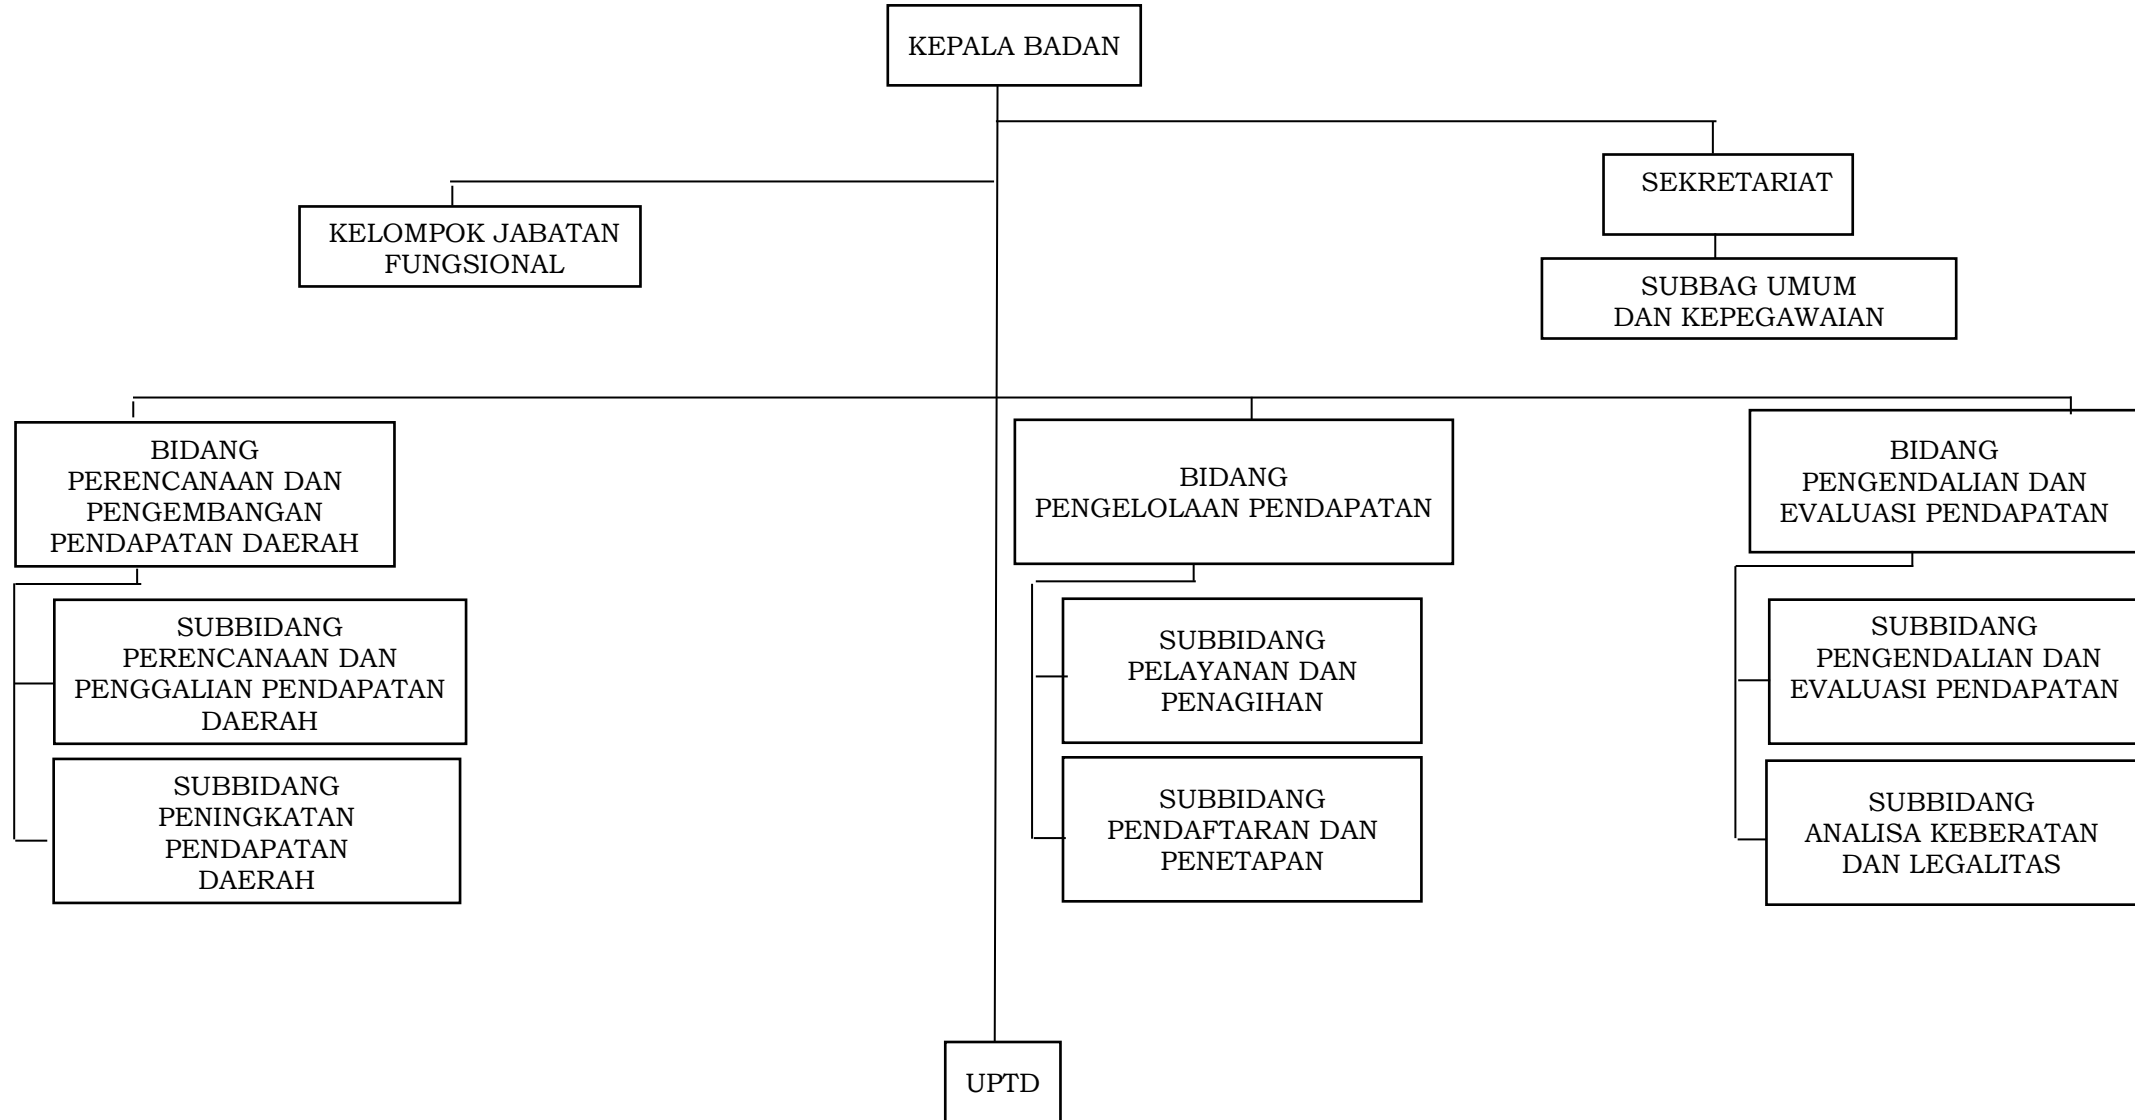 KEPALA BADAN
SEKRETARIAT
KELOMPOK JABATAN
FUNGSIONAL
SUBBAG UMUM
DAN KEPEGAWAIAN
BIDANG
PERENCANAAN DAN
PENGEMBANGAN
PENDAPATAN DAERAH
BIDANG
PENGELOLAAN PENDAPATAN
BIDANG
PENGENDALIAN DAN
EVALUASI PENDAPATAN
SUBBIDANG
PERENCANAAN DAN
PENGGALIAN PENDAPATAN
DAERAH
SUBBIDANG
PELAYANAN DAN
PENAGIHAN
SUBBIDANG
PENGENDALIAN DAN
EVALUASI PENDAPATAN
SUBBIDANG
PENINGKATAN
PENDAPATAN
DAERAH
SUBBIDANG
PENDAFTARAN DAN
PENETAPAN
SUBBIDANG
ANALISA KEBERATAN
DAN LEGALITAS
UPTD